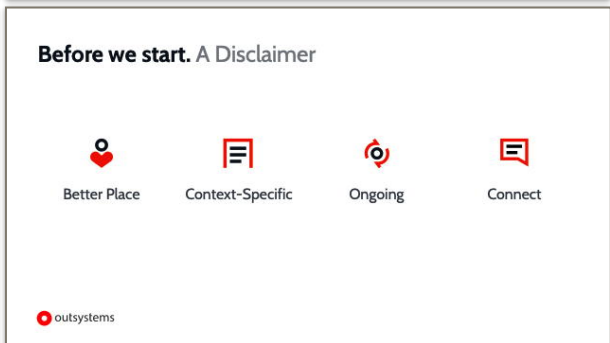 Before we start. A Disclaimer
Better Place Context-Specific Ongoing Connect
outsystems